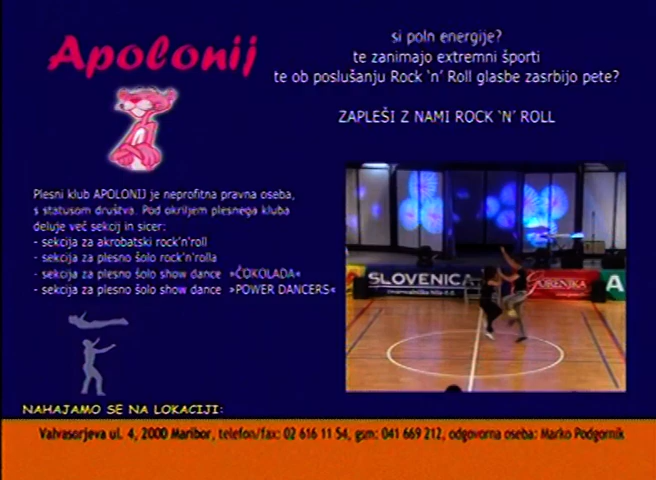 Apolonij
si poln energije?
te zanimajo extremni športi
te ob poslušanju Rock 'n' Roll glasbe zasrbijo pete?
ZAPLEŠI Z NAMI ROCK 'N' ROLL
Plesni klub APOLONIJ je neprofitna pravna oseba,
s statusom društva. Pod okriljem plesnega kluba
deluje več sekcij in sicer:
- sekcija za akrobatski rock'n'roll
- sekcija za plesno šolo rock'n'rolla
- sekcija za plesno šolo show dance »ČOKOLADA«
- sekcija za plesno šolo show dance »POWER DANCERS«
SLOVENICA
GORENJKA
A
NAHAJAMO SE NA LOKACIJI:
Valvasorjeva ul. 4, 2000 Maribor, telefon/fax: 02 616 11 54, gsm: 041 669 212, odgovorna oseba: Marko Podgornik